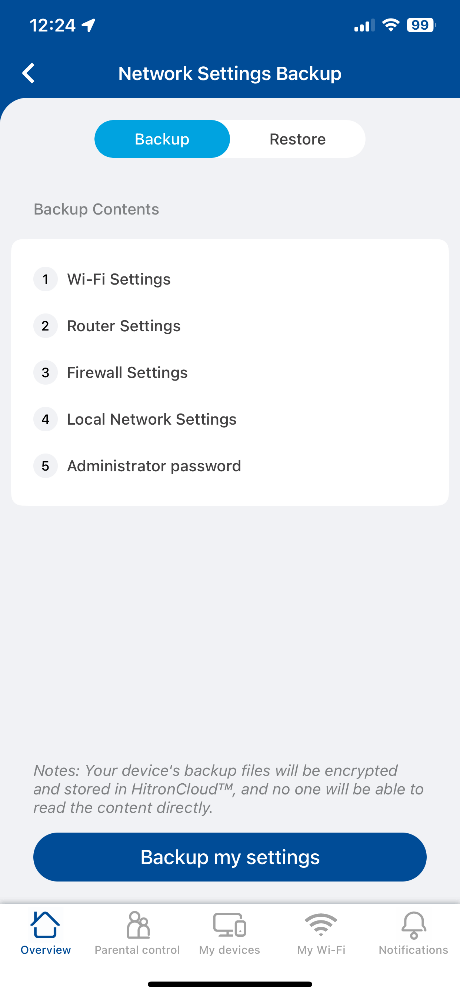 12:24
99
Network Settings Backup
Backup
Restore
Backup Contents
1 Wi-Fi Settings
2 Router Settings
3 Firewall Settings
4 Local Network Settings
5 Administrator password
Notes: Your device's backup files will be encrypted
and stored in HitronCloud™, and no one will be able to
read the content directly.
Backup my settings
Overview
Parental control
My devices
My Wi-Fi
Notifications